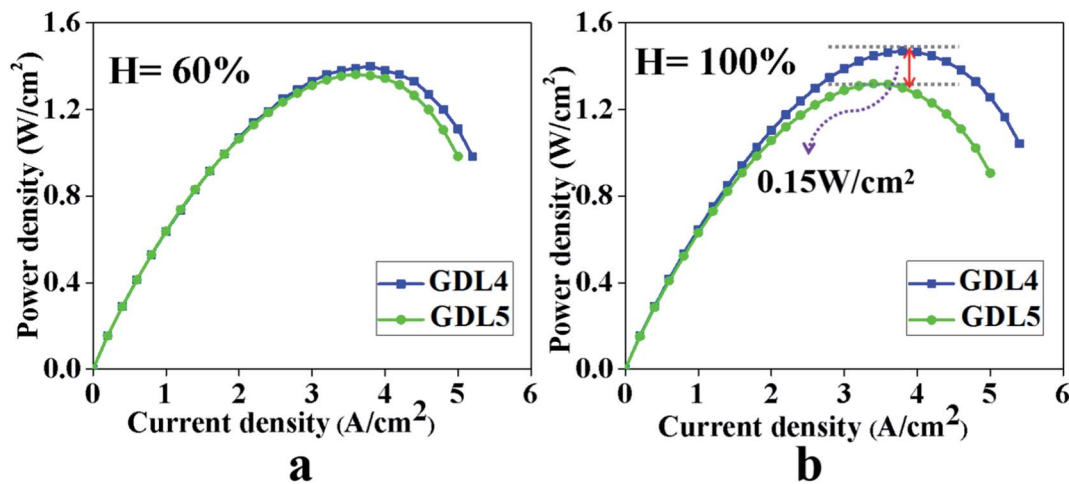 H= 60%
Power density (W/cm²)
1.6
1.2
0.8
0.4
0.0
GDL4
GDL5
0 1 2 3 4 5 6
Current density (A/cm²)
a
H= 100%
0.15W/cm²
Power density (W/cm²)
1.6
1.2
0.8
0.4
0.0
GDL4
GDL5
0 1 2 3 4 5 6
Current density (A/cm²)
b